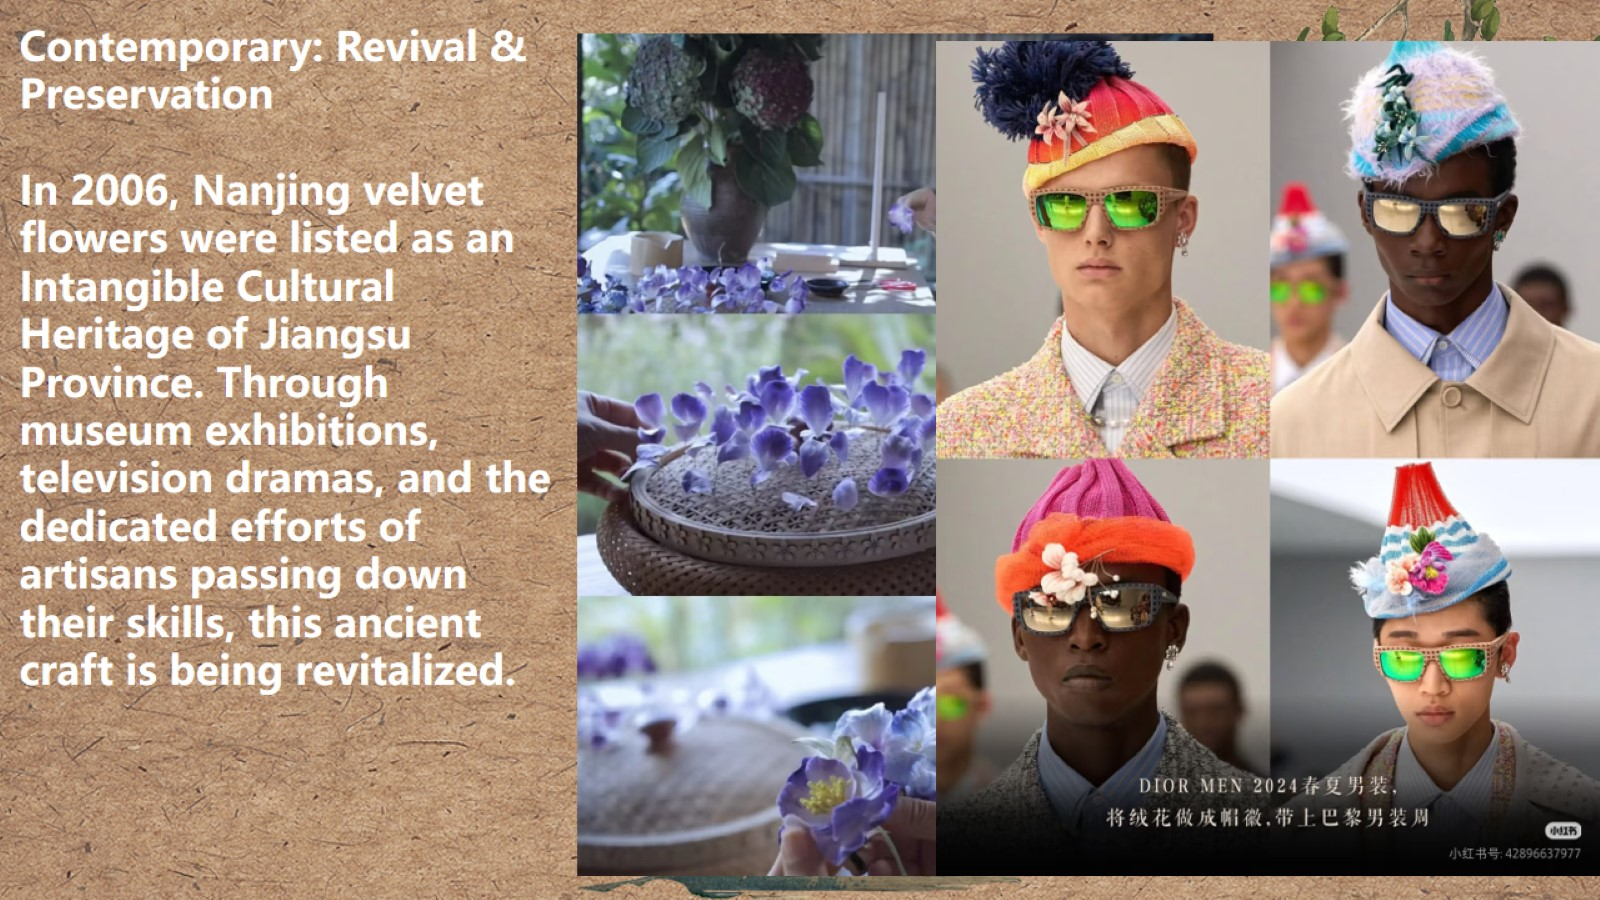 Contemporary: Revival &
Preservation
In 2006, Nanjing velvet
flowers were listed as an
Intangible Cultural
Heritage of Jiangsu
Province. Through
museum exhibitions,
television dramas, and the
dedicated efforts of
artisans passing down
their skills, this ancient
craft is being revitalized.
DIOR MEN 2024春夏男装,
将绒花做成帽徽,带上巴黎男装周
小红书
小红书号: 42896637977